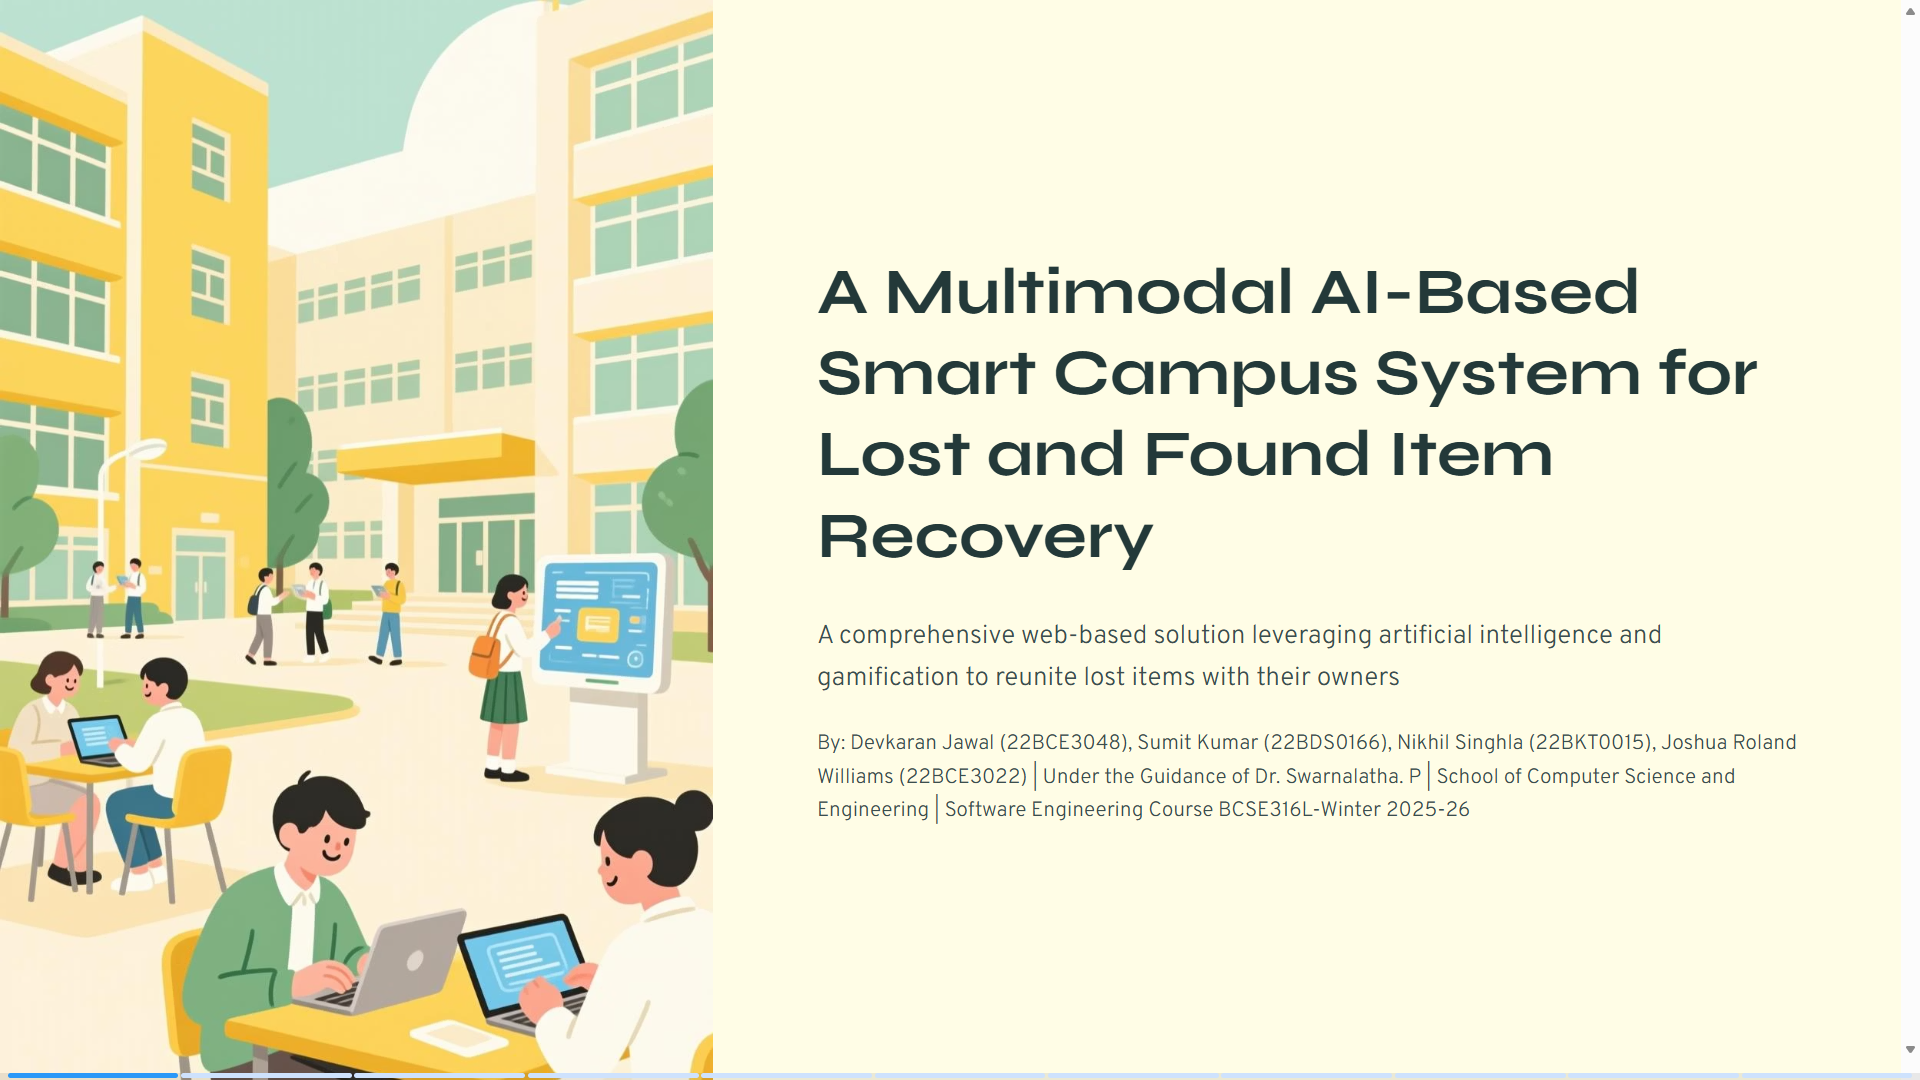 A Multimodal AI-Based
Smart Campus System for
Lost and Found Item
Recovery
A comprehensive web-based solution leveraging artificial intelligence and
gamification to reunite lost items with their owners
By: Devkaran Jawal (22BCE3048), Sumit Kumar (22BDS0166), Nikhil Singhla (22BKT0015), Joshua Roland
Williams (22BCE3022) | Under the Guidance of Dr. Swarnalatha. P | School of Computer Science and
Engineering | Software Engineering Course BCSE316L-Winter 2025-26